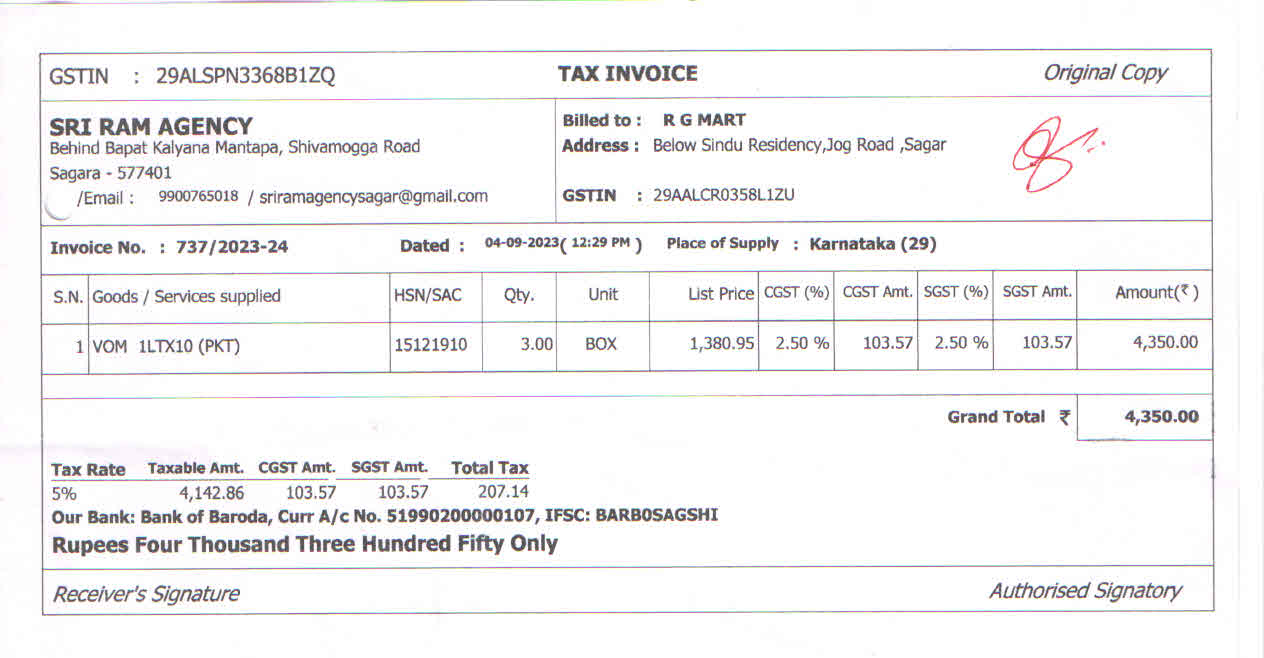 GSTIN : 29ALSPN3368B1ZQ TAX INVOICE Original Copy
SRI RAM AGENCY
Behind Bapat Kalyana Mantapa, Shivamogga Road
Sagara - 577401
/Email : 9900765018 / sriramagencysagar@gmail.com
Billed to : R G MART
Address : Below Sindu Residency,Jog Road ,Sagar
GSTIN : 29AALCR0358L1ZU
Invoice No. : 737/2023-24 Dated : 04-09-2023( 12:29 PM ) Place of Supply : Karnataka (29)
S.N. Goods / Services supplied HSN/SAC Qty. Unit List Price CGST (%) CGST Amt. SGST (%) SGST Amt. Amount(₹ )
1 VOM 1LTX10 (PKT) 15121910 3.00 BOX 1,380.95 2.50 % 103.57 2.50 % 103.57 4,350.00
Grand Total ₹ 4,350.00
Tax Rate Taxable Amt. CGST Amt. SGST Amt. Total Tax
5% 4,142.86 103.57 103.57 207.14
Our Bank: Bank of Baroda, Curr A/c No. 51990200000107, IFSC: BARB0SAGSHI
Rupees Four Thousand Three Hundred Fifty Only
Receiver's Signature Authorised Signatory